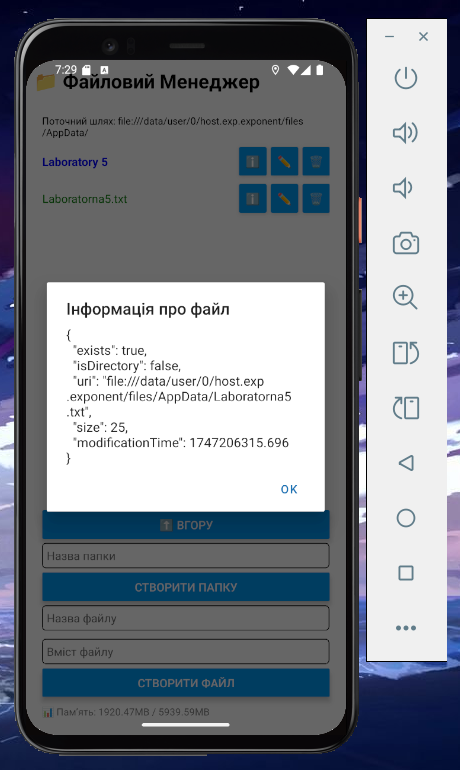 7:29
📁 Файловий Менеджер
Поточний шлях: file:///data/user/0/host.exp.exponent/files
/AppData/
Laboratory 5
Laboratorna5.txt
Інформація про файл
{
"exists": true,
"isDirectory": false,
"uri": "file:///data/user/0/host.exp
.exponent/files/AppData/Laboratorna5
.txt",
"size": 25,
"modificationTime": 1747206315.696
}
OK
⬆️ ВГОРУ
Назва папки
СТВОРИТИ ПАПКУ
Назва файлу
Вміст файлу
СТВОРИТИ ФАЙЛ
📊 Пам'ять: 1920.47MB / 5939.59MB